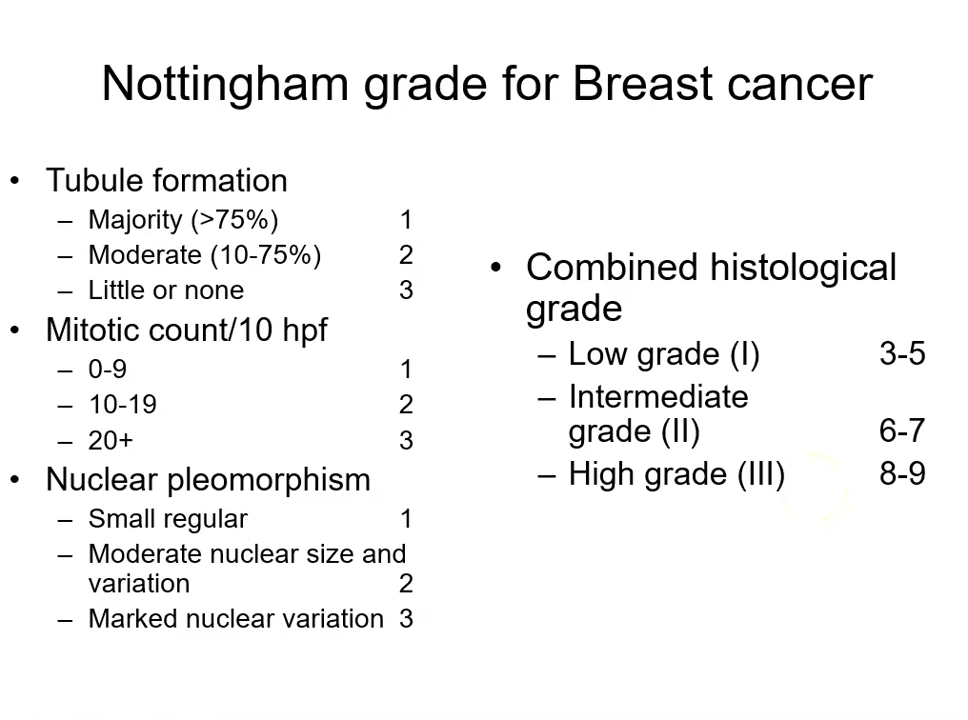 Nottingham grade for Breast cancer
• Tubule formation
– Majority (>75%) 1
– Moderate (10-75%) 2
– Little or none 3
• Mitotic count/10 hpf
– 0-9 1
– 10-19 2
– 20+ 3
• Nuclear pleomorphism
– Small regular 1
– Moderate nuclear size and
variation 2
– Marked nuclear variation 3
• Combined histological
grade
– Low grade (I) 3-5
– Intermediate
grade (II) 6-7
– High grade (III) 8-9